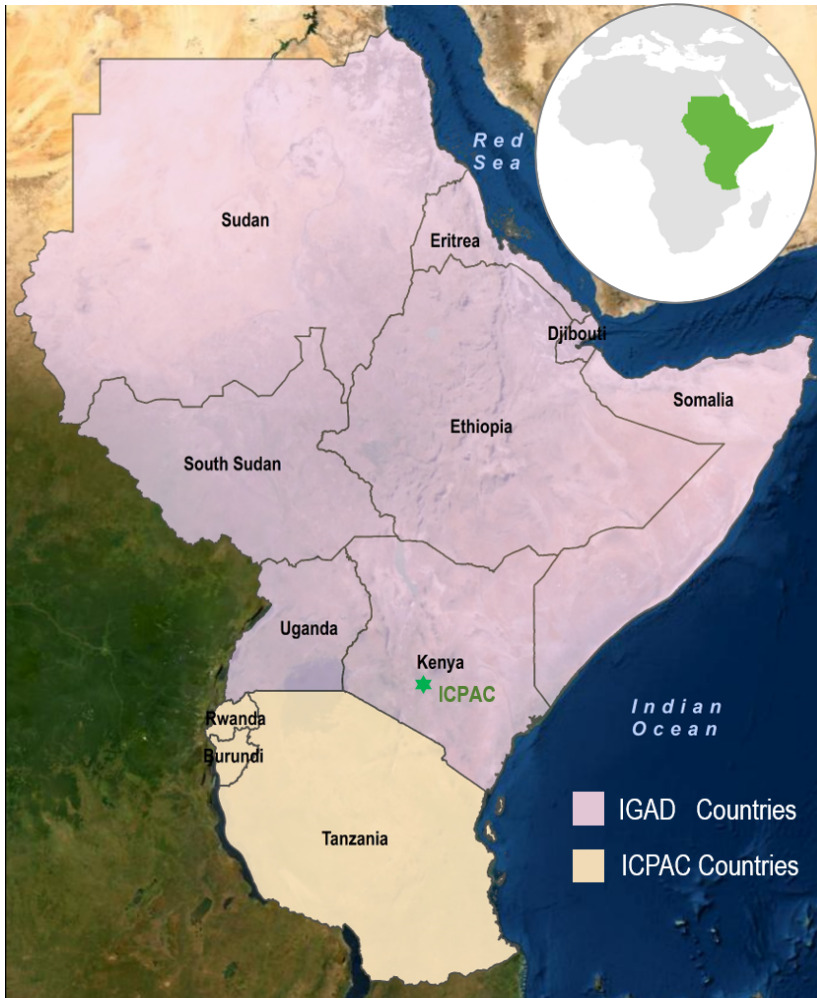 Red
Sea
Sudan
Eritrea
Djibouti
Somalia
Ethiopia
South Sudan
Uganda
Kenya
ICPAC
Rwanda
Indian
Ocean
Burundi
IGAD Countries
Tanzania
ICPAC Countries